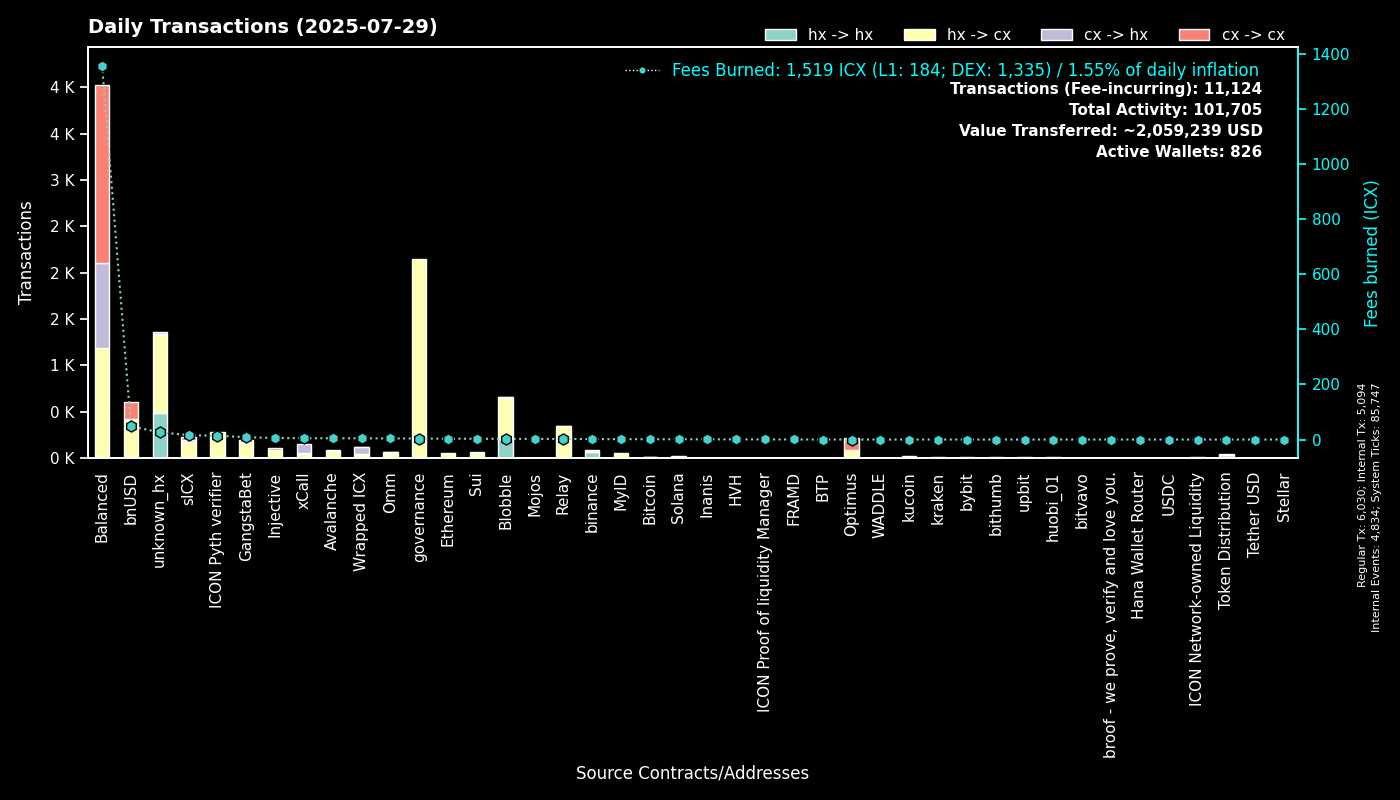 Daily Transactions (2025-07-29)
hx -> hx
hx -> cx
cx -> hx
cx -> cx
Fees Burned: 1,519 ICX (L1: 184; DEX: 1,335) / 1.55% of daily inflation
Transactions (Fee-incurring): 11,124
Total Activity: 101,705
Value Transferred: ~2,059,239 USD
Active Wallets: 826
Transactions
4 K
4 K
3 K
2 K
2 K
2 K
1 K
0 K
0 K
1400
1200
1000
800
600
400
200
0
Fees burned (ICX)
Regular Tx: 6,030; Internal Tx: 5,094
Internal Events: 4,834; System Ticks: 85,747
Balanced
bnUSD
unknown_hx
sICX
ICON Pyth verifier
GangstaBet
Injective
xCall
Avalanche
Wrapped ICX
Omm
governance
Ethereum
Sui
Blobble
Mojos
Relay
binance
MyID
Bitcoin
Solana
Inanis
HVH
ICON Proof of liquidity Manager
FRAMD
BTP
Optimus
WADDLE
kucoin
kraken
bybit
bithumb
upbit
huobi_01
bitvavo
broof - we prove, verify and love you.
Hana Wallet Router
USDC
ICON Network-owned Liquidity
Token Distribution
Tether USD
Stellar
Source Contracts/Addresses